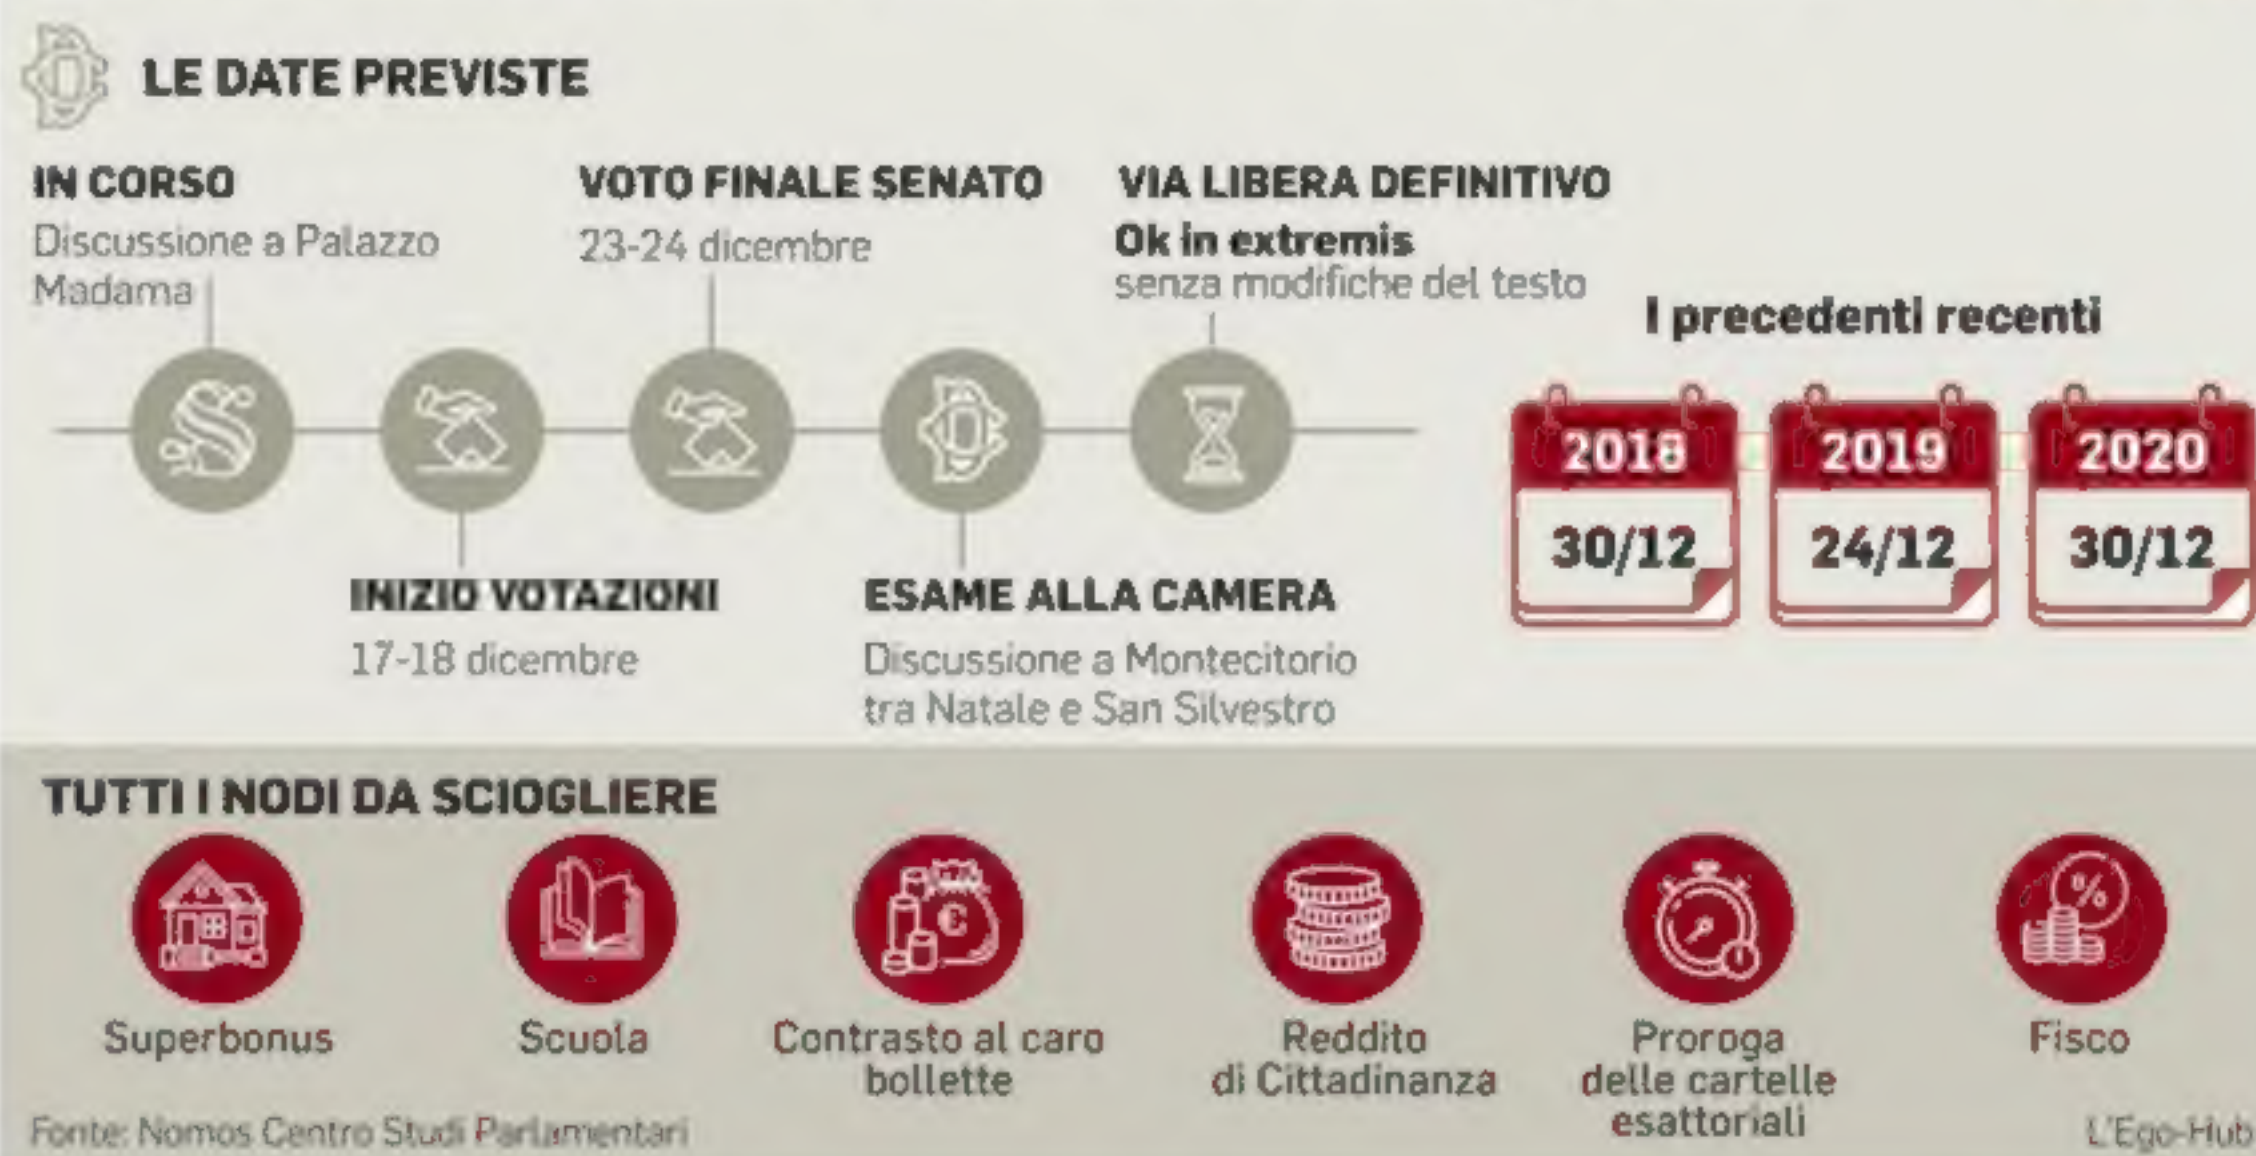 LE DATE PREVISTE
IN CORSO
Discussione a Palazzo
Madama
INIZIO VOTAZIONI
17-18 dicembre
VOTO FINALE SENATO
23-24 dicembre
ESAME ALLA CAMERA
Discussione a Montecitorio
tra Natale e San Silvestro
VIA LIBERA DEFINITIVO
Ok in extremis
senza modifiche del testo
I precedenti recenti
2018
30/12
2019
24/12
2020
30/12
TUTTI I NODI DA SCIOGLIERE
Superbonus
Scuola
€
Contrasto al caro
bollette
Reddito
di Cittadinanza
Proroga
delle cartelle
esattoriali
%
Fisco
Fonte: Nomos Centro Studi Parlamentari
L'Ego-Hub